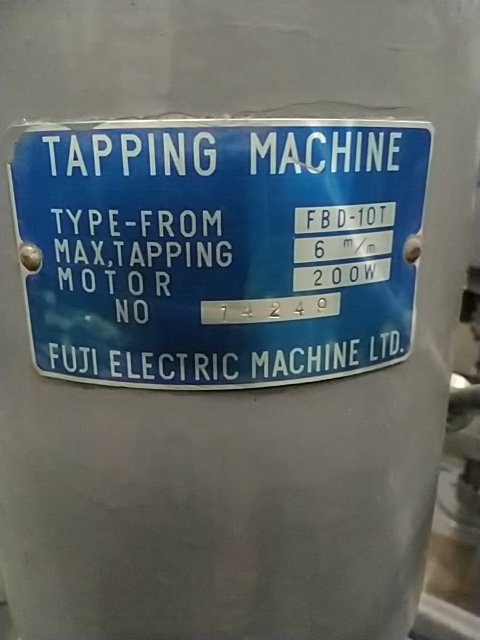 TAPPING MACHINE
TYPE-FROM FBD-10T
MAX,TAPPING 6 m/m
MOTOR 200W
NO 14249
FUJI ELECTRIC MACHINE LTD.